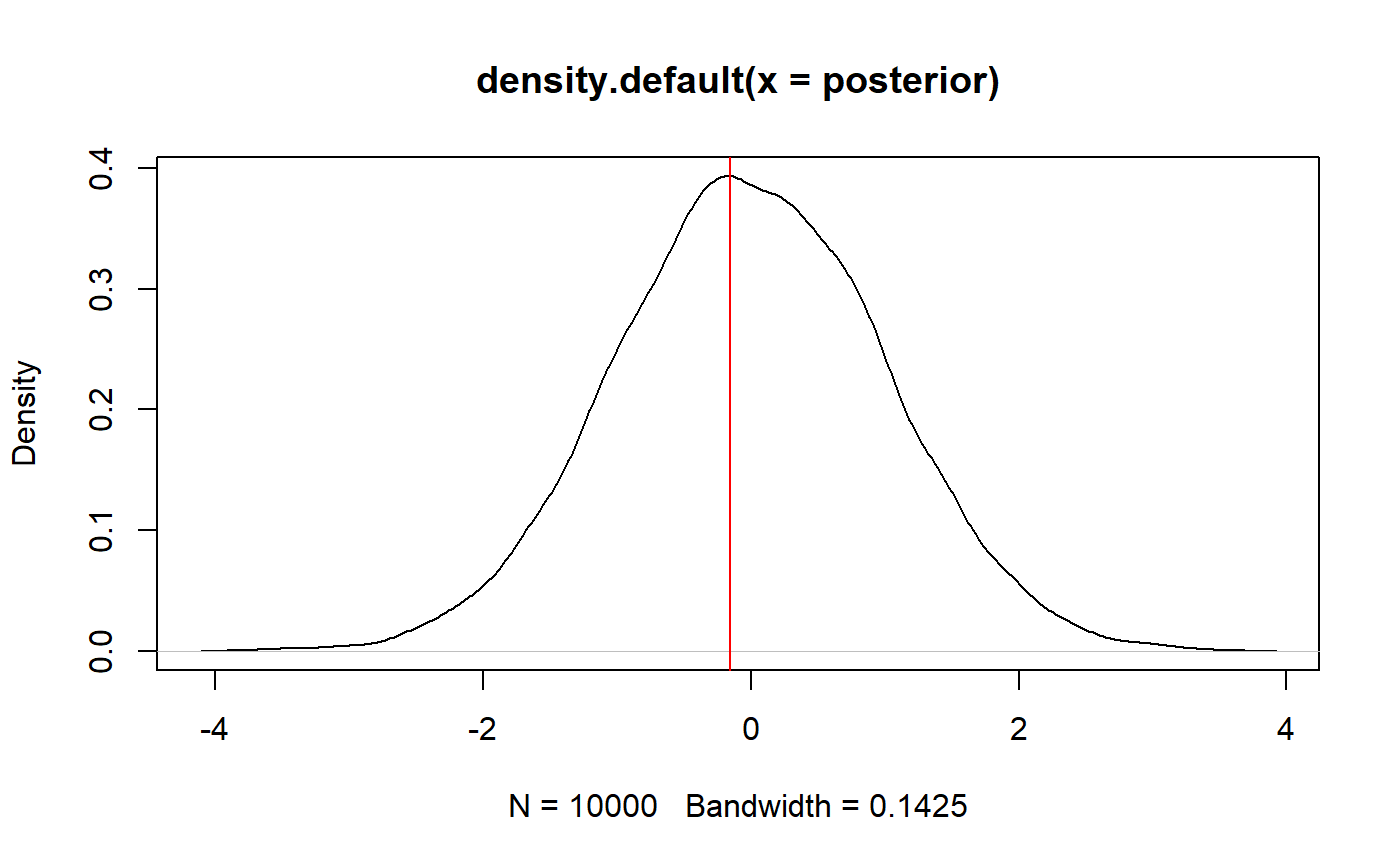 density.default(x = posterior)
Density
0.4
0.3
0.2
0.1
0.0
-4 -2 0 2 4
N = 10000 Bandwidth = 0.1425